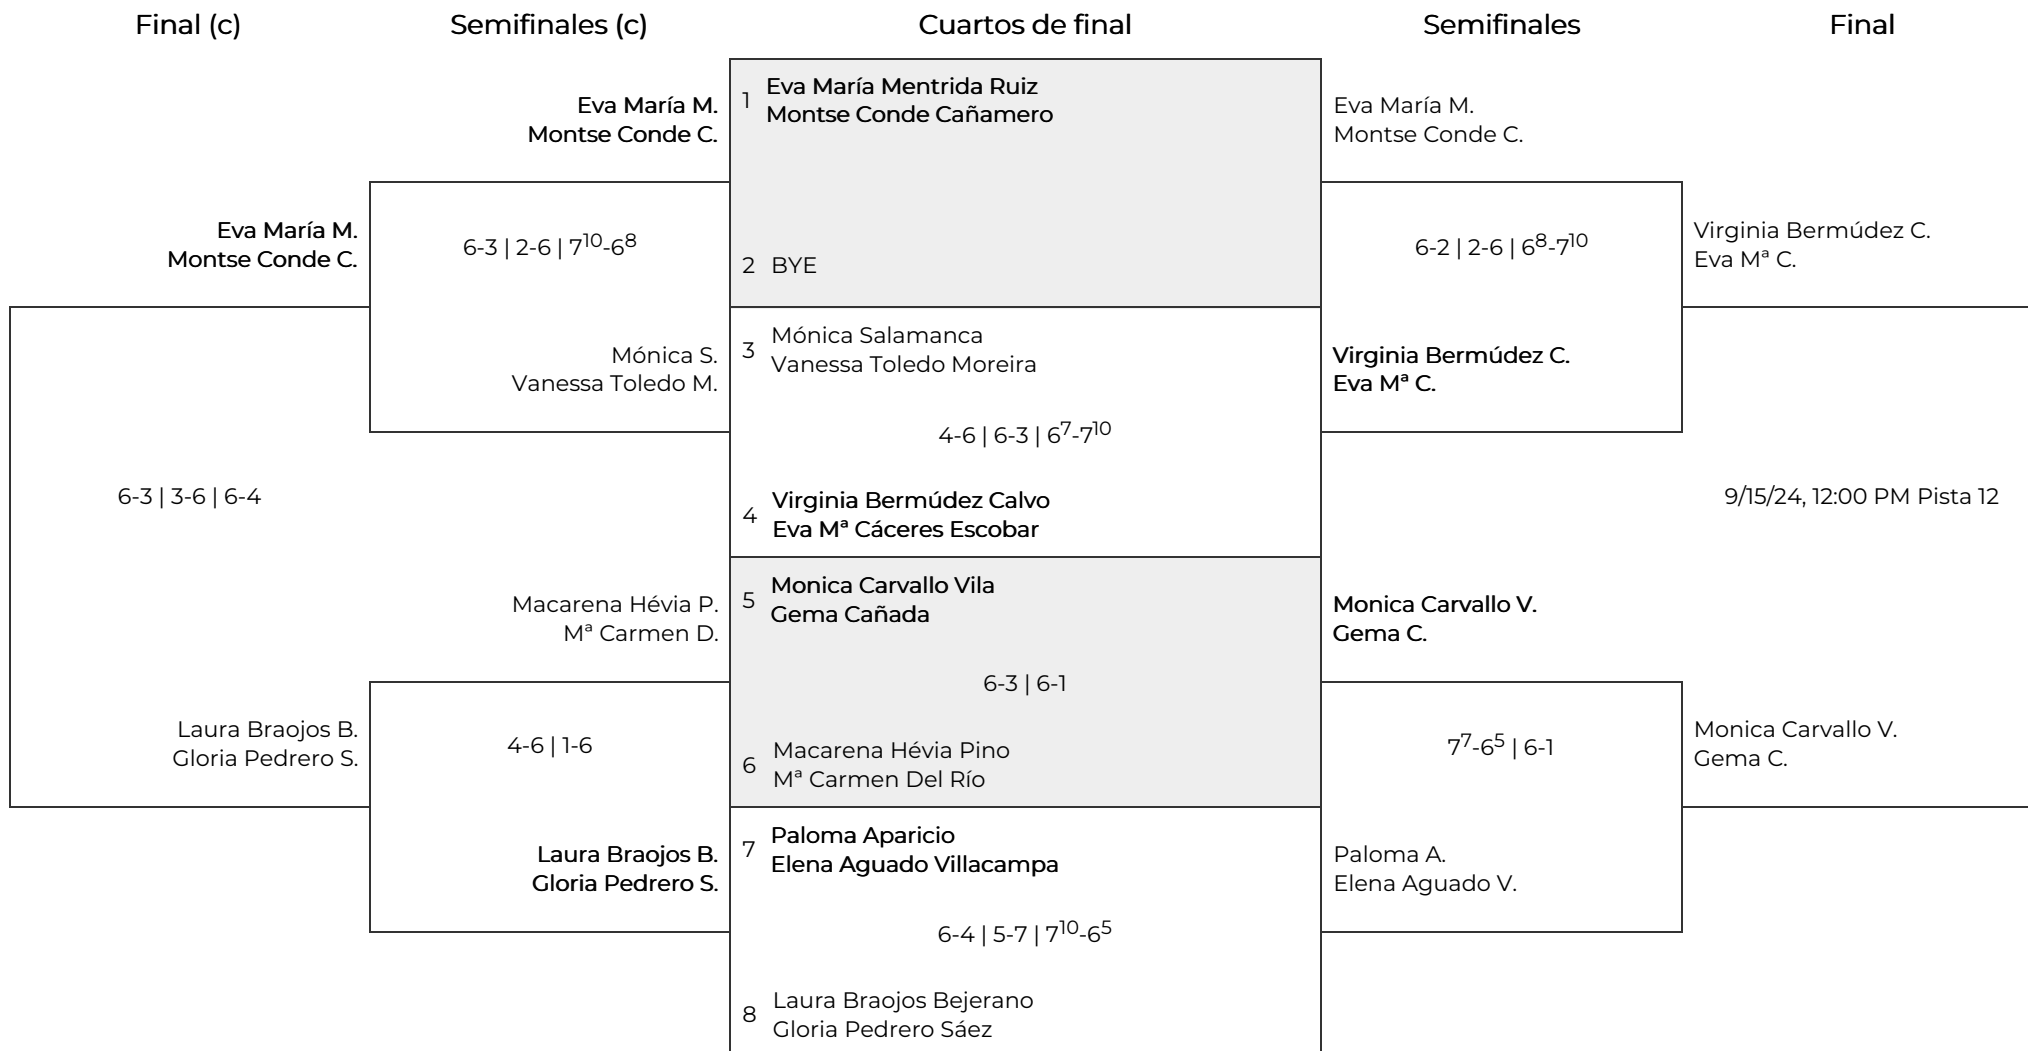 Final (c)
Semifinales (c)
Cuartos de final
Semifinales
Final
Eva María M.
Montse Conde C.
1
Eva María Mentrida Ruiz
Montse Conde Cañamero
Eva María M.
Montse Conde C.
Eva María M.
Montse Conde C.
6-3 | 2-6 | 7¹⁰-6⁸
2 BYE
6-2 | 2-6 | 6⁸-7¹⁰
Virginia Bermúdez C.
Eva Mª C.
Mónica S.
Vanessa Toledo M.
3
Mónica Salamanca
Vanessa Toledo Moreira
Virginia Bermúdez C.
Eva Mª C.
4-6 | 6-3 | 6⁷-7¹⁰
6-3 | 3-6 | 6-4
4
Virginia Bermúdez Calvo
Eva Mª Cáceres Escobar
9/15/24, 12:00 PM Pista 12
Macarena Hévia P.
Mª Carmen D.
5
Monica Carvallo Vila
Gema Cañada
Monica Carvallo V.
Gema C.
6-3 | 6-1
Laura Braojos B.
Gloria Pedrero S.
4-6 | 1-6
6
Macarena Hévia Pino
Mª Carmen Del Río
7⁷-6⁵ | 6-1
Monica Carvallo V.
Gema C.
Laura Braojos B.
Gloria Pedrero S.
7
Paloma Aparicio
Elena Aguado Villacampa
Paloma A.
Elena Aguado V.
6-4 | 5-7 | 7¹⁰-6⁵
8
Laura Braojos Bejerano
Gloria Pedrero Sáez